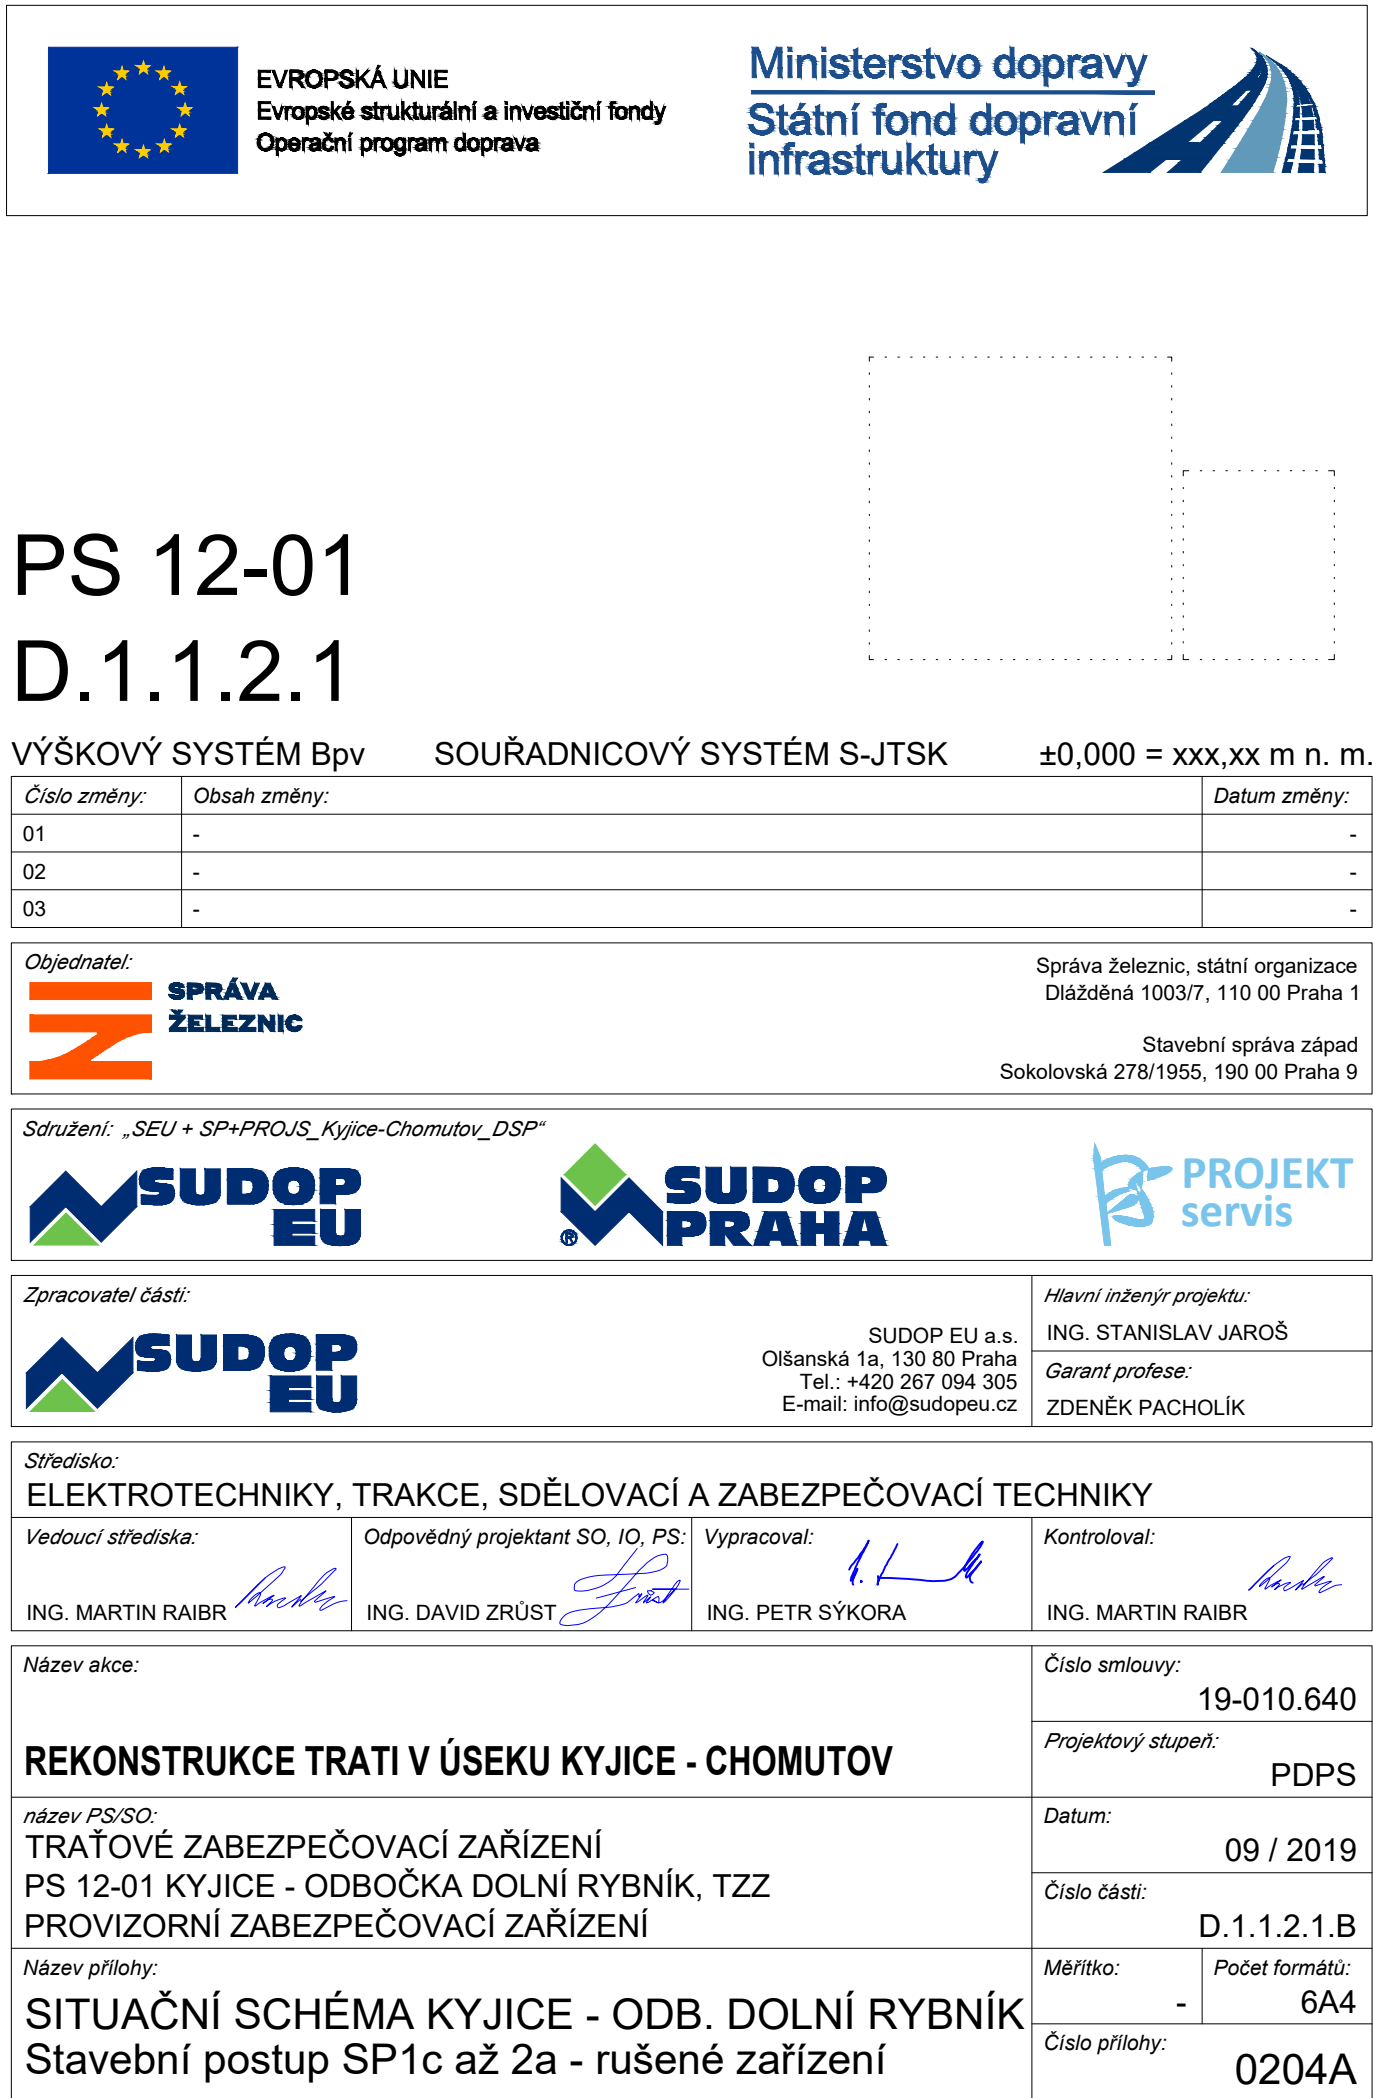 EVROPSKÁ UNIE
Evropské strukturální a investiční fondy
Operační program doprava
Ministerstvo dopravy
Státní fond dopravní
infrastruktury
PS 12-01
D.1.1.2.1
VÝŠKOVÝ SYSTÉM Bpv SOUŘADNICOVÝ SYSTÉM S-JTSK ±0,000 = xxx,xx m n. m.
Číslo změny: Obsah změny: Datum změny:
01 - -
02 - -
03 - -
Objednatel:
SPRÁVA
ŽELEZNIC
Správa železnic, státní organizace
Dlážděná 1003/7, 110 00 Praha 1
Stavební správa západ
Sokolovská 278/1955, 190 00 Praha 9
Sdružení: „SEU + SP+PROJS_Kyjice-Chomutov_DSP“
SUDOP
EU
SUDOP
PRAHA
®
PROJEKT
servis
Zpracovatel části:
SUDOP
EU
SUDOP EU a.s.
Olšanská 1a, 130 80 Praha
Tel.: +420 267 094 305
E-mail: info@sudopeu.cz
Hlavní inženýr projektu:
ING. STANISLAV JAROŠ
Garant profese:
ZDENĚK PACHOLÍK
Středisko:
ELEKTROTECHNIKY, TRAKCE, SDĚLOVACÍ A ZABEZPEČOVACÍ TECHNIKY
Vedoucí střediska: Odpovědný projektant SO, IO, PS: Vypracoval: Kontroloval:
ING. MARTIN RAIBR ING. DAVID ZRŮST ING. PETR SÝKORA ING. MARTIN RAIBR
Název akce:
REKONSTRUKCE TRATI V ÚSEKU KYJICE - CHOMUTOV
Číslo smlouvy:
19-010.640
Projektový stupeň:
PDPS
název PS/SO:
TRAŤOVÉ ZABEZPEČOVACÍ ZAŘÍZENÍ
PS 12-01 KYJICE - ODBOČKA DOLNÍ RYBNÍK, TZZ
PROVIZORNÍ ZABEZPEČOVACÍ ZAŘÍZENÍ
Datum:
09 / 2019
Číslo části:
D.1.1.2.1.B
Název přílohy:
SITUAČNÍ SCHÉMA KYJICE - ODB. DOLNÍ RYBNÍK
Stavební postup SP1c až 2a - rušené zařízení
Měřítko: Počet formátů:
- 6A4
Číslo přílohy:
0204A